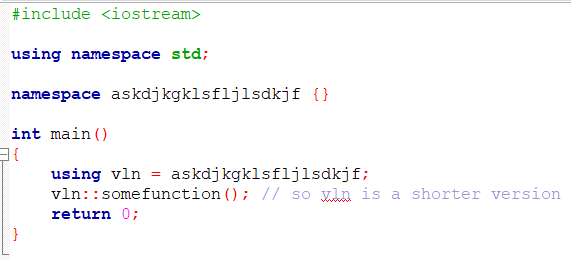 #include <iostream>
using namespace std;
namespace askdjkgklsfljlsdkjf {}
int main()
{
using vln = askdjkgklsfljlsdkjf;
vln::somefunction(); // so vln is a shorter version
return 0;
}